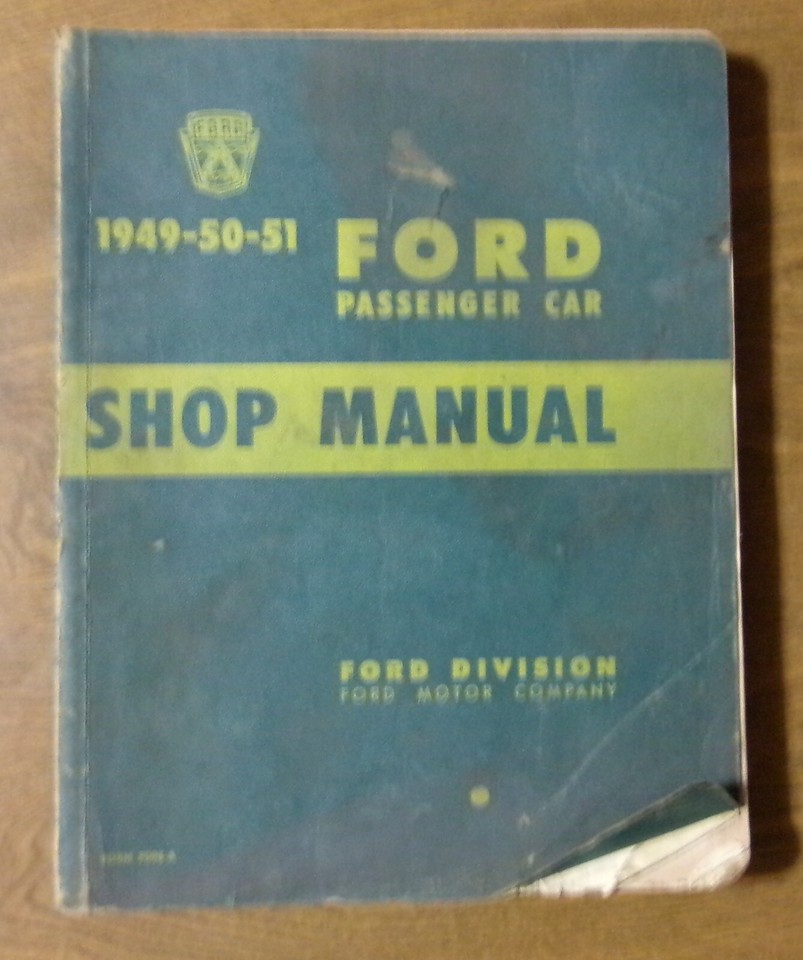 FORD
1949-50-51 FORD
PASSENGER CAR
SHOP MANUAL
FORD DIVISION
FORD MOTOR COMPANY